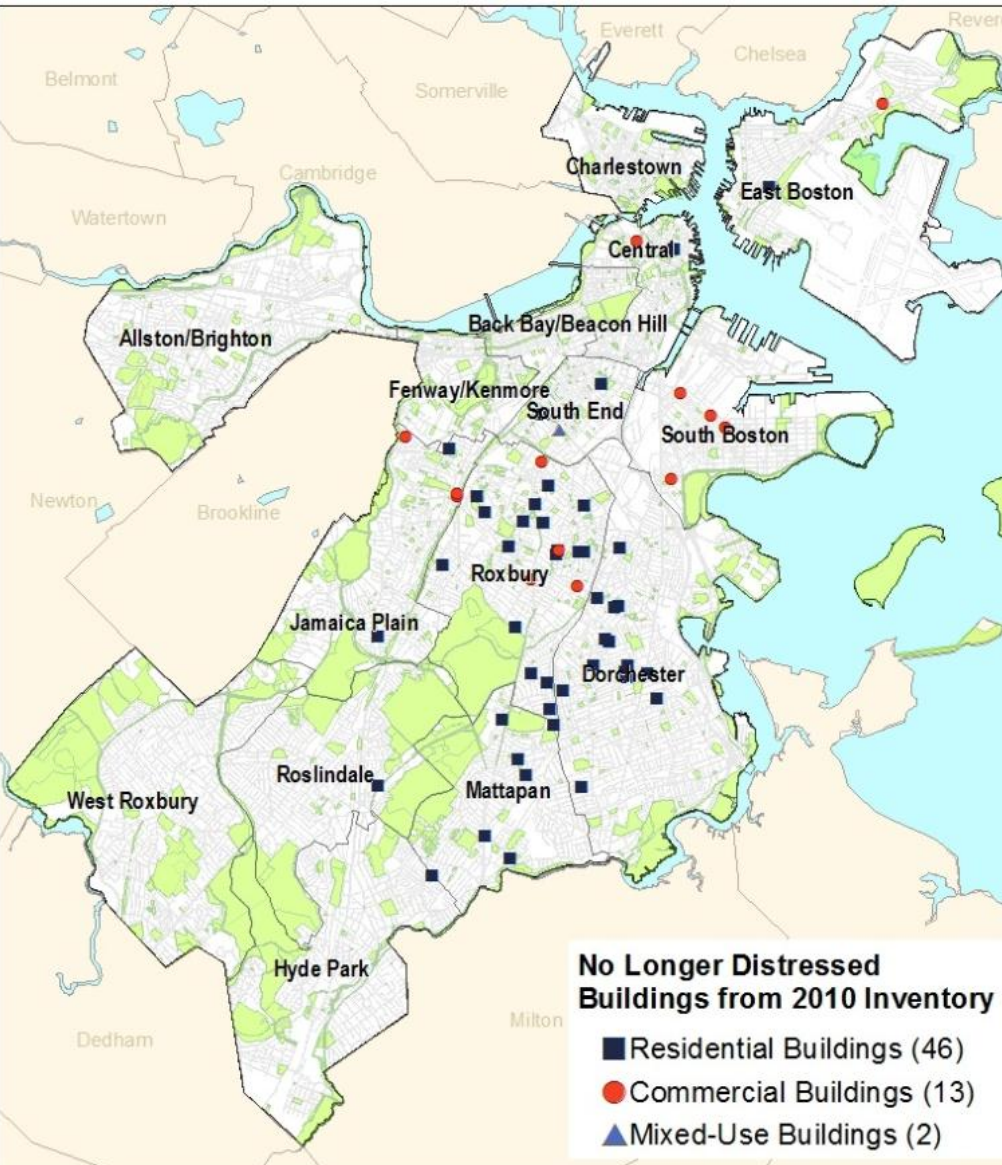 Rever
Everett
Chelsea
Belmont
Somerville
Charlestown
Cambridge
East Boston
Watertown
Central
Back Bay/Beacon Hill
Allston/Brighton
Fenway/Kenmore
South End
South Boston
Newton
Brookline
Roxbury
Jamaica Plain
Dorchester
Roslindale
Mattapan
West Roxbury
Hyde Park
Milton
Dedham
No Longer Distressed
Buildings from 2010 Inventory
Residential Buildings (46)
Commercial Buildings (13)
Mixed-Use Buildings (2)